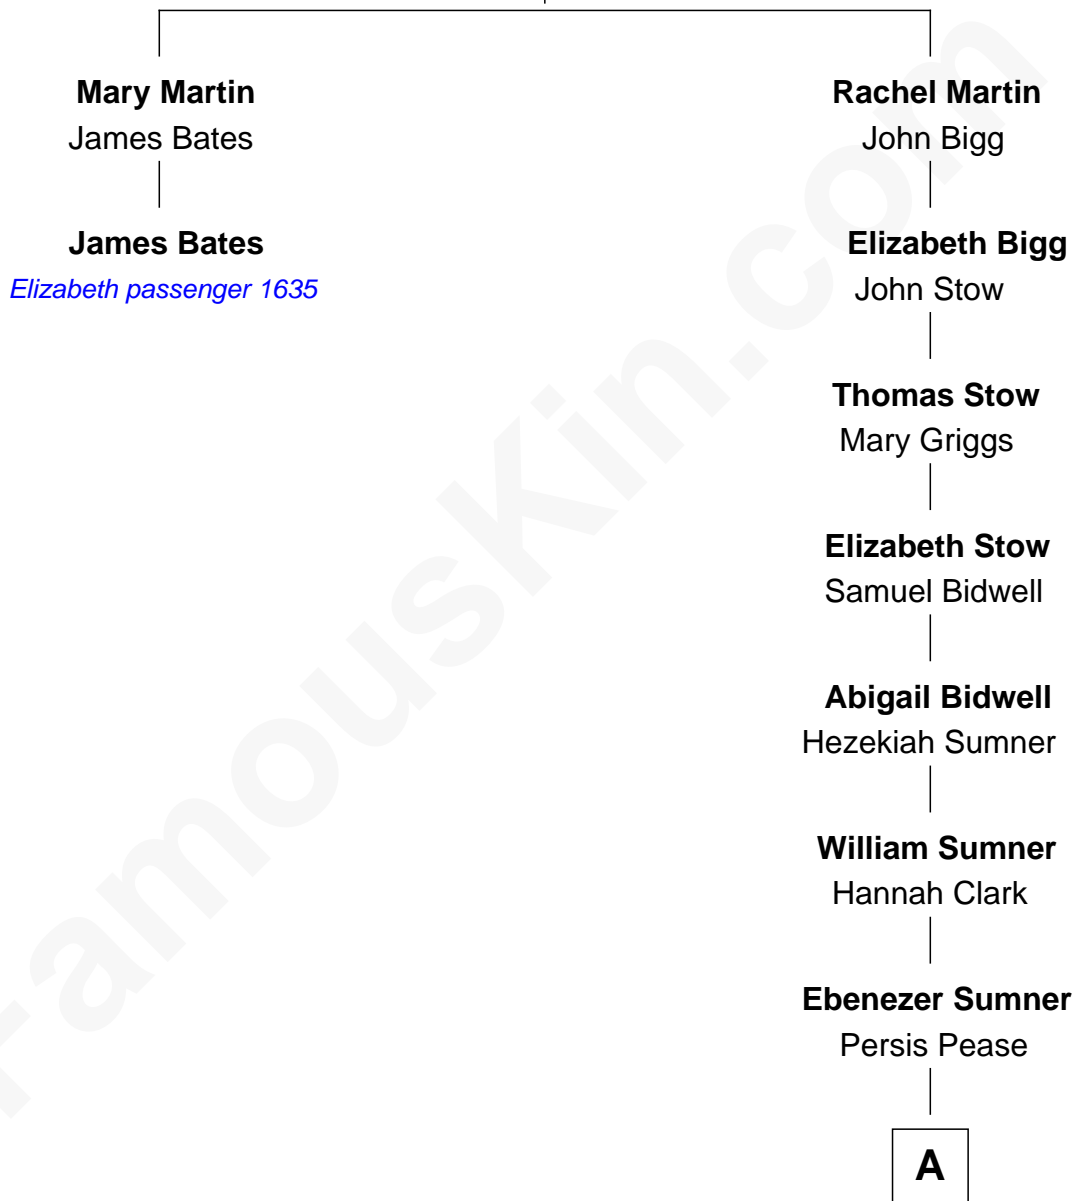 Mary Martin
James Bates
James Bates
Elizabeth passenger 1635
Rachel Martin
John Bigg
Elizabeth Bigg
John Stow
Thomas Stow
Mary Griggs
Elizabeth Stow
Samuel Bidwell
Abigail Bidwell
Hezekiah Sumner
William Sumner
Hannah Clark
Ebenezer Sumner
Persis Pease
A
FamousKin.com